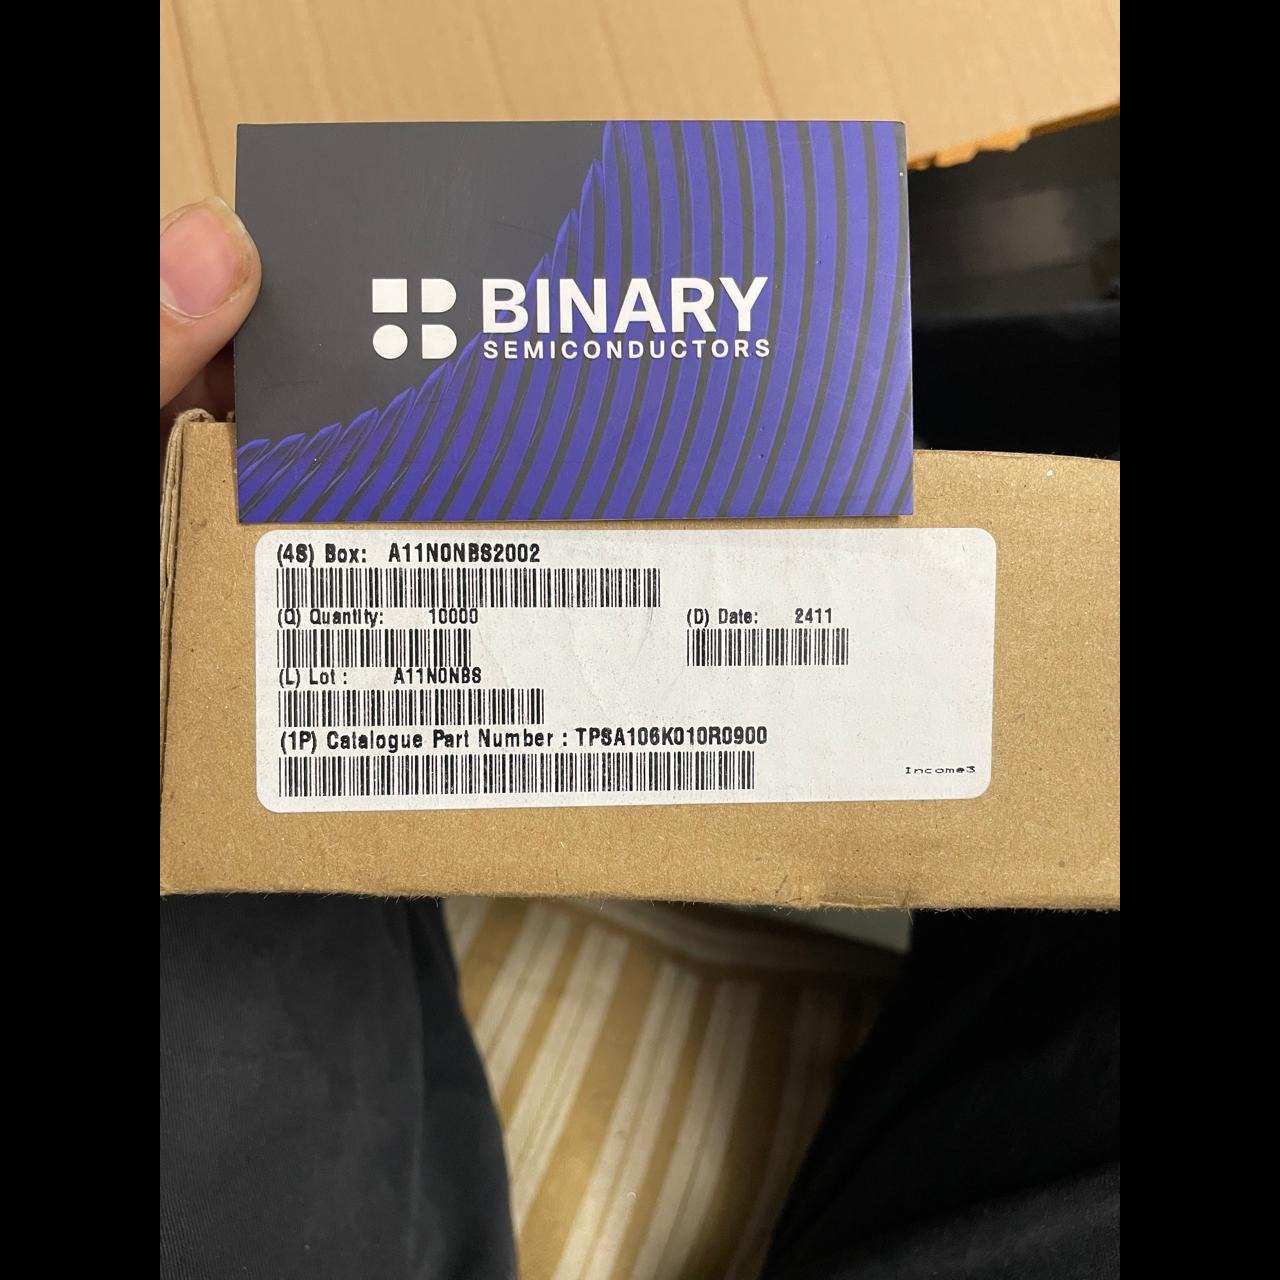 BINARY
SEMICONDUCTORS
(4S) Box: A11N0NBS2002
(Q) Quantity: 10000 (D) Date: 2411
(L) Lot : A11N0NBS
(1P) Catalogue Part Number : TPSA106K010R0900
Income3